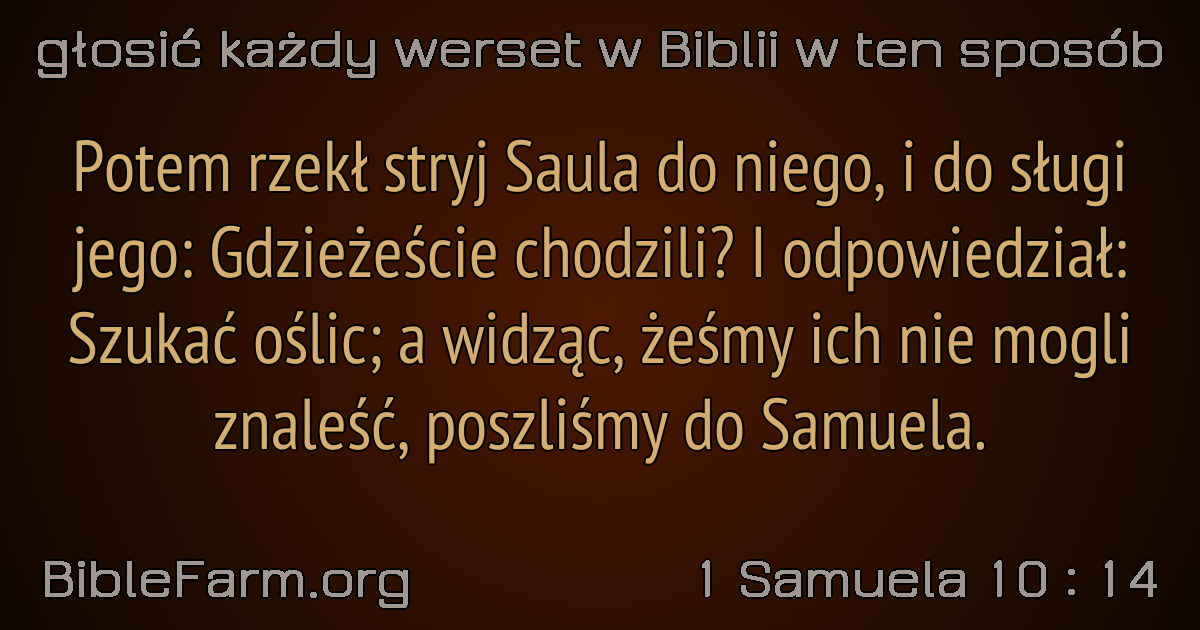 głosić każdy werset w Biblii w ten sposób
Potem rzekł stryj Saula do niego, i do sługi
jego: Gdzieżeście chodzili? I odpowiedział:
Szukać oślic; a widząc, żeśmy ich nie mogli
znaleść, poszliśmy do Samuela.
BibleFarm.org
1 Samuela 10 : 14